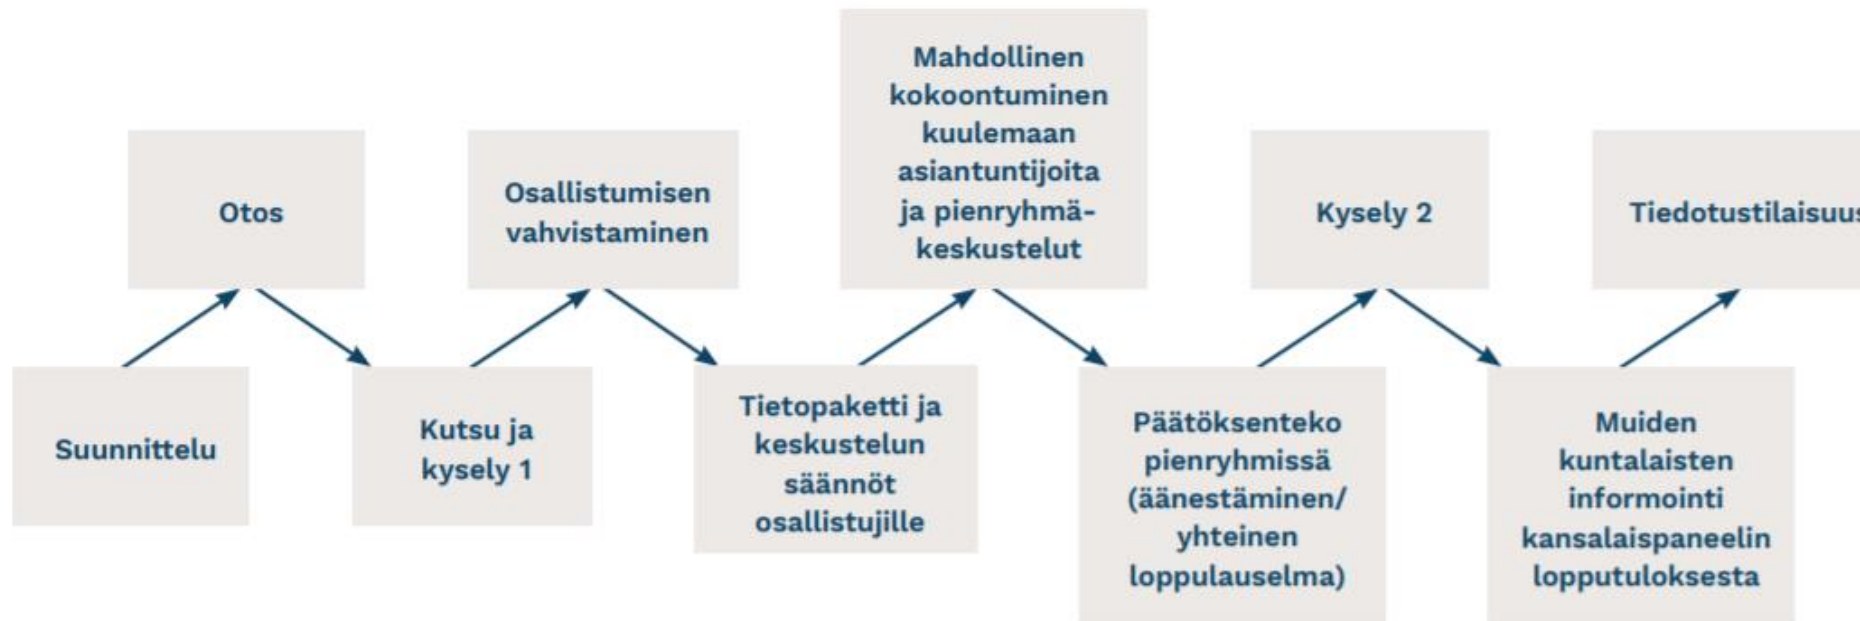 Suunnittelu
Otos
Kutsu ja
kysely 1
Osallistumisen
vahvistaminen
Tietopaketti ja
keskustelun
säännöt
osallistujille
Mahdollinen
kokoontuminen
kuulemaan
asiantuntijoita
ja pienryhmä-
keskustelut
Päätöksenteko
pienryhmissä
(äänestäminen/
yhteinen
loppulauselma)
Kysely 2
Muiden
kuntalaisten
informointi
kansalaispaneelin
lopputuloksesta
Tiedotustilaisuus